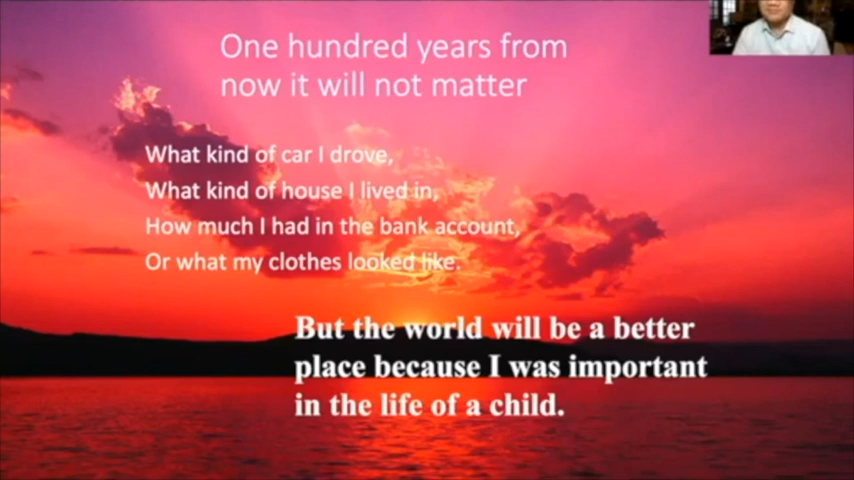 One hundred years from
now it will not matter
What kind of car I drove,
What kind of house I lived in,
How much I had in the bank account,
Or what my clothes looked like.
But the world will be a better
place because I was important
in the life of a child.